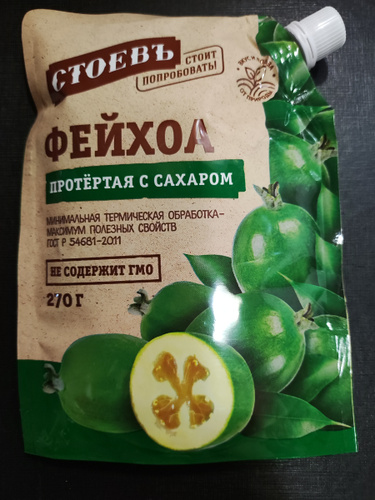 СТОЕВЪ
СТОИТ
ПОПРОБОВАТЬ!
ФЕЙХОА
ПРОТЁРТАЯ С САХАРОМ
МИНИМАЛЬНАЯ ТЕРМИЧЕСКАЯ ОБРАБОТКА-
МАКСИМУМ ПОЛЕЗНЫХ СВОЙСТВ
ГОСТ Р 54681-2011
НЕ СОДЕРЖИТ ГМО
270 Г